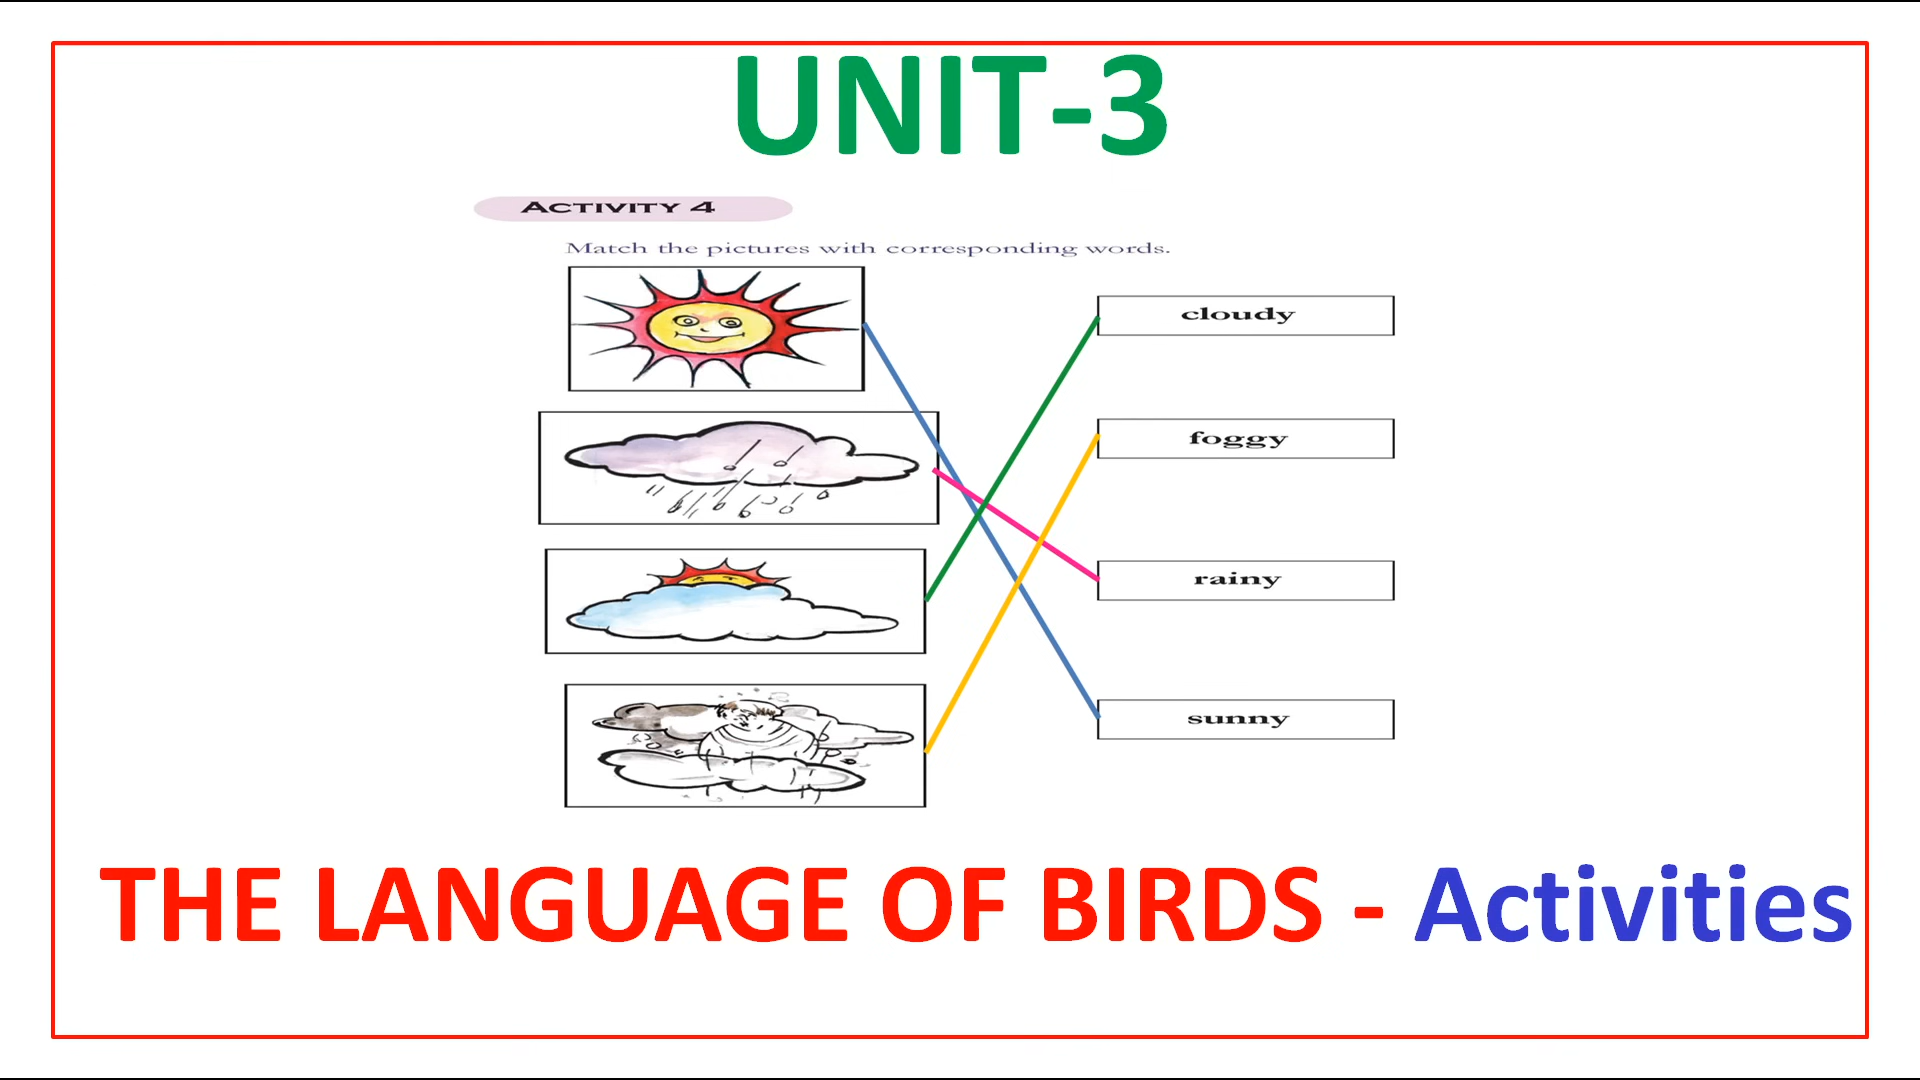 UNIT-3
ACTIVITY 4
Match the pictures with corresponding words.
cloudy
foggy
rainy
sunny
THE LANGUAGE OF BIRDS - Activities